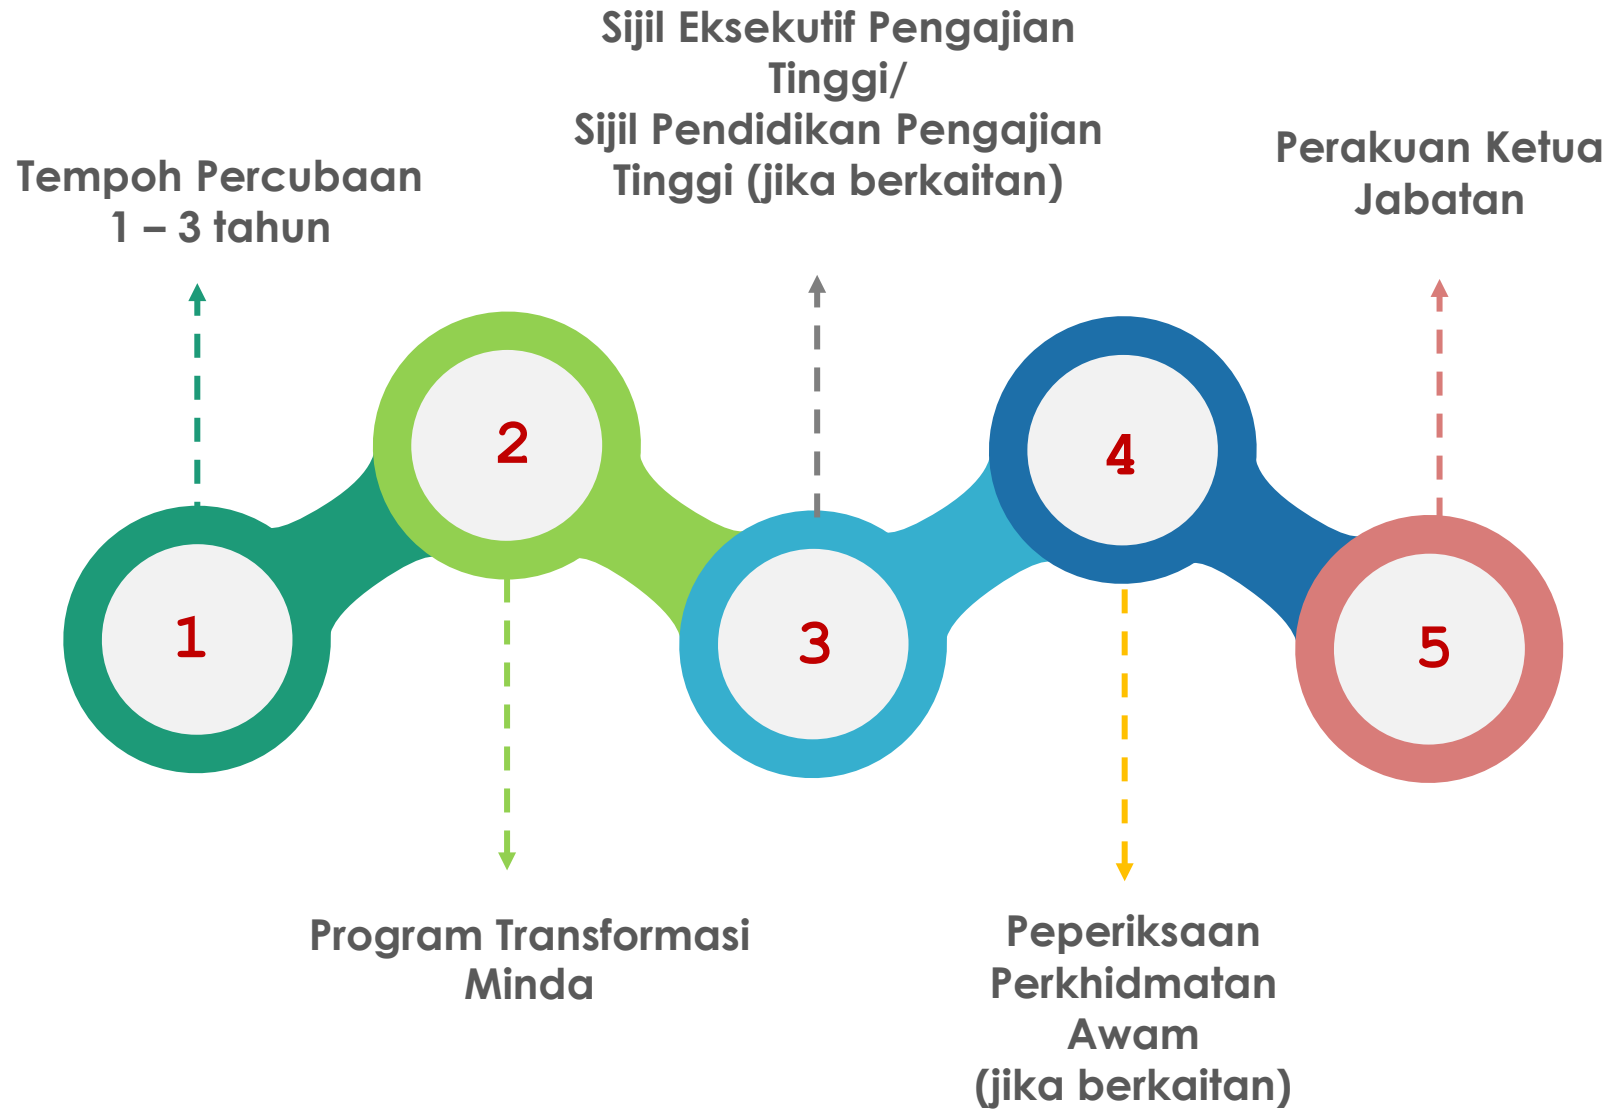 Tempoh Percubaan
1 – 3 tahun
1
2
Program Transformasi
Minda
Sijil Eksekutif Pengajian
Tinggi/
Sijil Pendidikan Pengajian
Tinggi (jika berkaitan)
3
4
Peperiksaan
Perkhidmatan
Awam
(jika berkaitan)
Perakuan Ketua
Jabatan
5